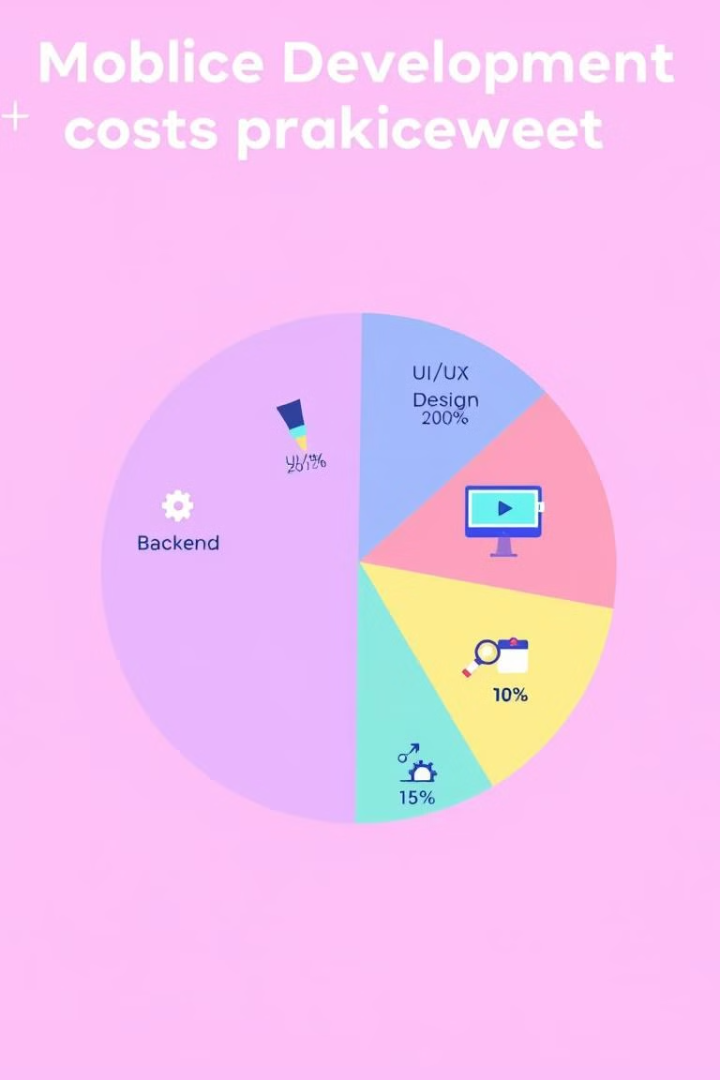 Moblice Development
costs prakiceweet
UI/UX
Design
200%
Backend
10%
15%